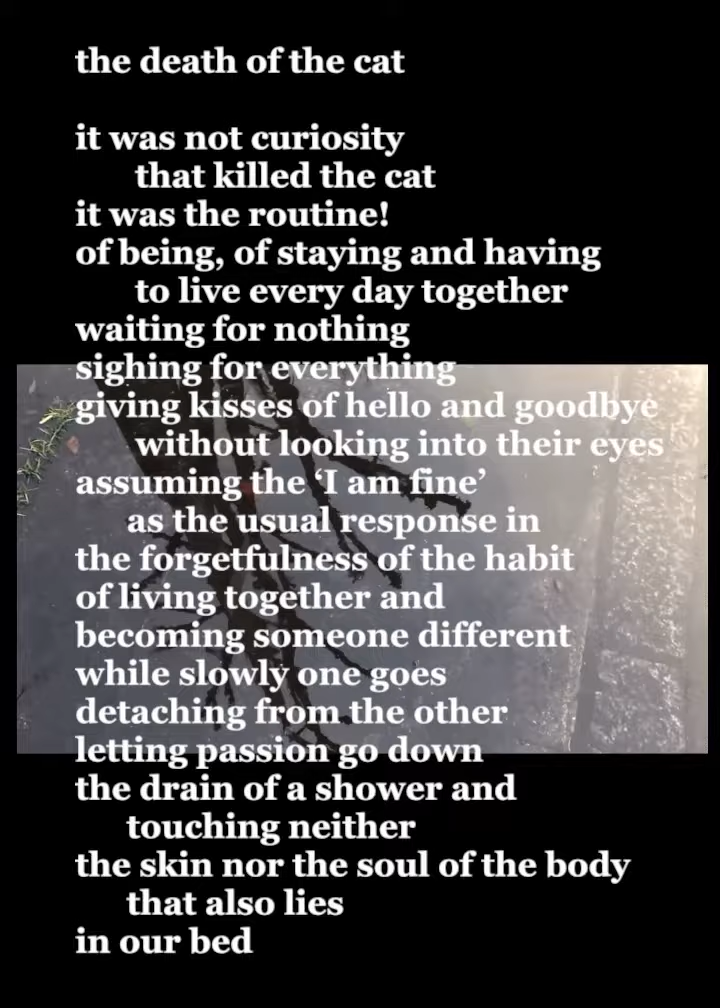 the death of the cat
it was not curiosity
that killed the cat
it was the routine!
of being, of staying and having
to live every day together
waiting for nothing
sighing for everything
giving kisses of hello and goodbye
without looking into their eyes
assuming the ‘I am fine’
as the usual response in
the forgetfulness of the habit
of living together and
becoming someone different
while slowly one goes
detaching from the other
letting passion go down
the drain of a shower and
touching neither
the skin nor the soul of the body
that also lies
in our bed